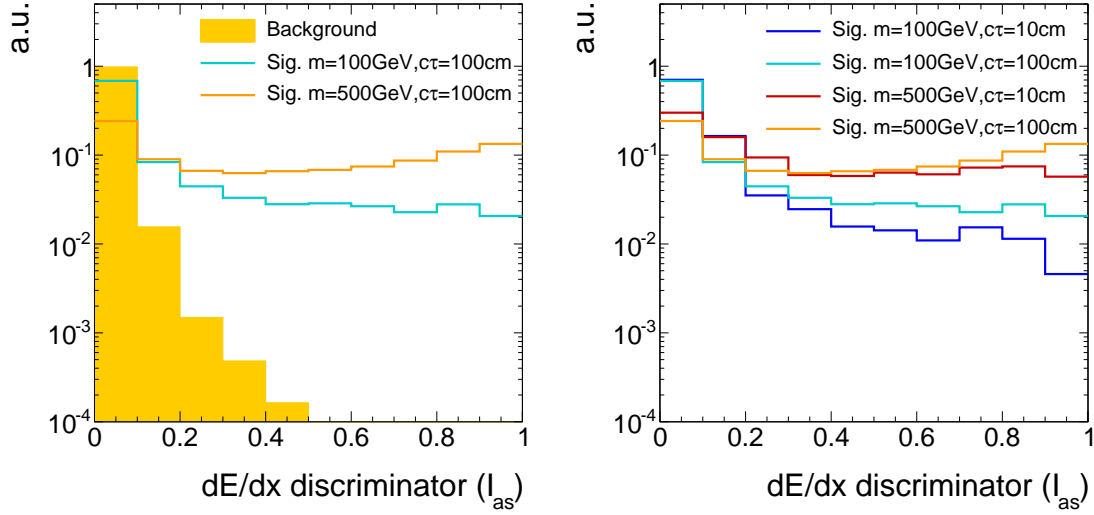 a.u.
Background
Sig. m=100GeV,cτ=100cm
Sig. m=500GeV,cτ=100cm
1
10^-1
10^-2
10^-3
10^-4
0 0.2 0.4 0.6 0.8 1
dE/dx discriminator (I_as)
a.u.
Sig. m=100GeV,cτ=10cm
Sig. m=100GeV,cτ=100cm
Sig. m=500GeV,cτ=10cm
Sig. m=500GeV,cτ=100cm
1
10^-1
10^-2
10^-3
10^-4
0 0.2 0.4 0.6 0.8 1
dE/dx discriminator (I_as)